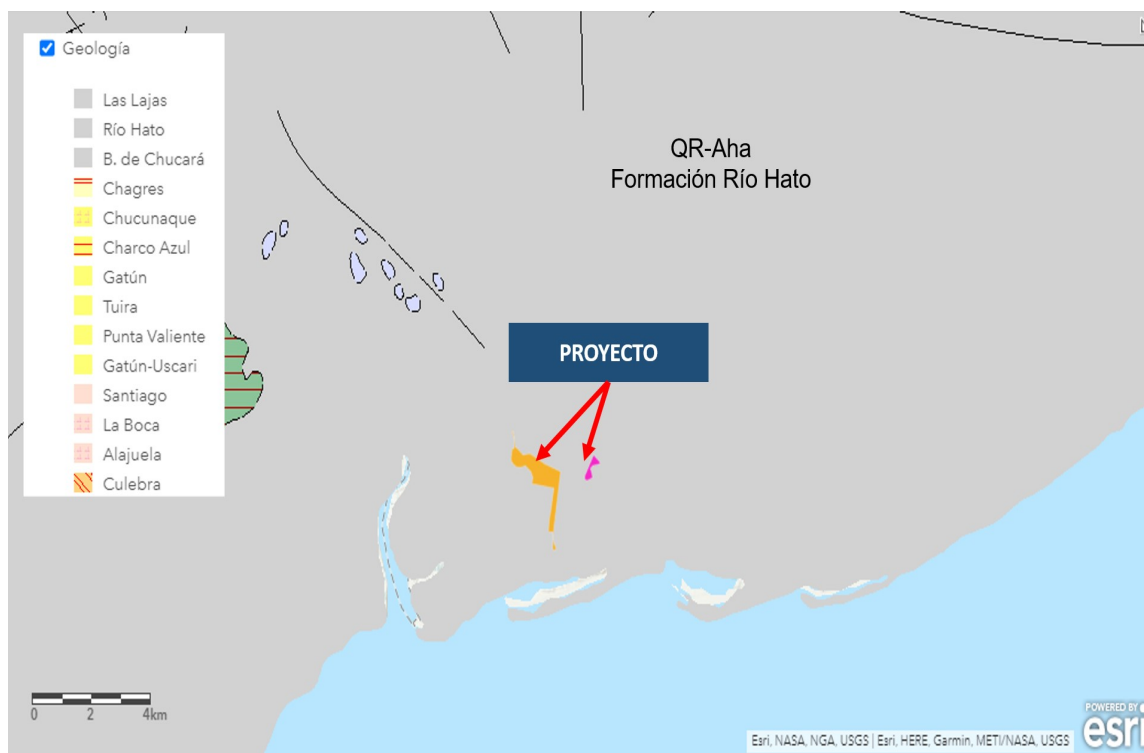 Geología
Las Lajas
Río Hato
B. de Chucará
Chagres
Chucunaque
Charco Azul
Gatún
Tuira
Punta Valiente
Gatún-Uscari
Santiago
La Boca
Alajuela
Culebra
QR-Aha
Formación Río Hato
PROYECTO
0 2 4km
Esri, NASA, NGA, USGS | Esri, HERE, Garmin, METI/NASA, USGS
POWERED BY
esri